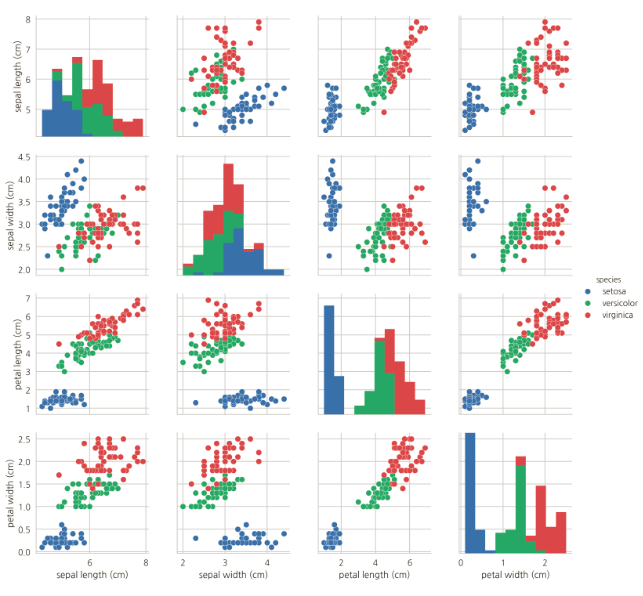 8
7
6
5
sepal length (cm)
4.5
4.0
3.5
3.0
2.5
2.0
sepal width (cm)
7
6
5
4
3
2
1
petal length (cm)
species
setosa
versicolor
virginica
2.5
2.0
1.5
1.0
0.5
0.0
petal width (cm)
6 8
2 3 4
2 4 6
0 1 2
sepal length (cm) sepal width (cm) petal length (cm) petal width (cm)